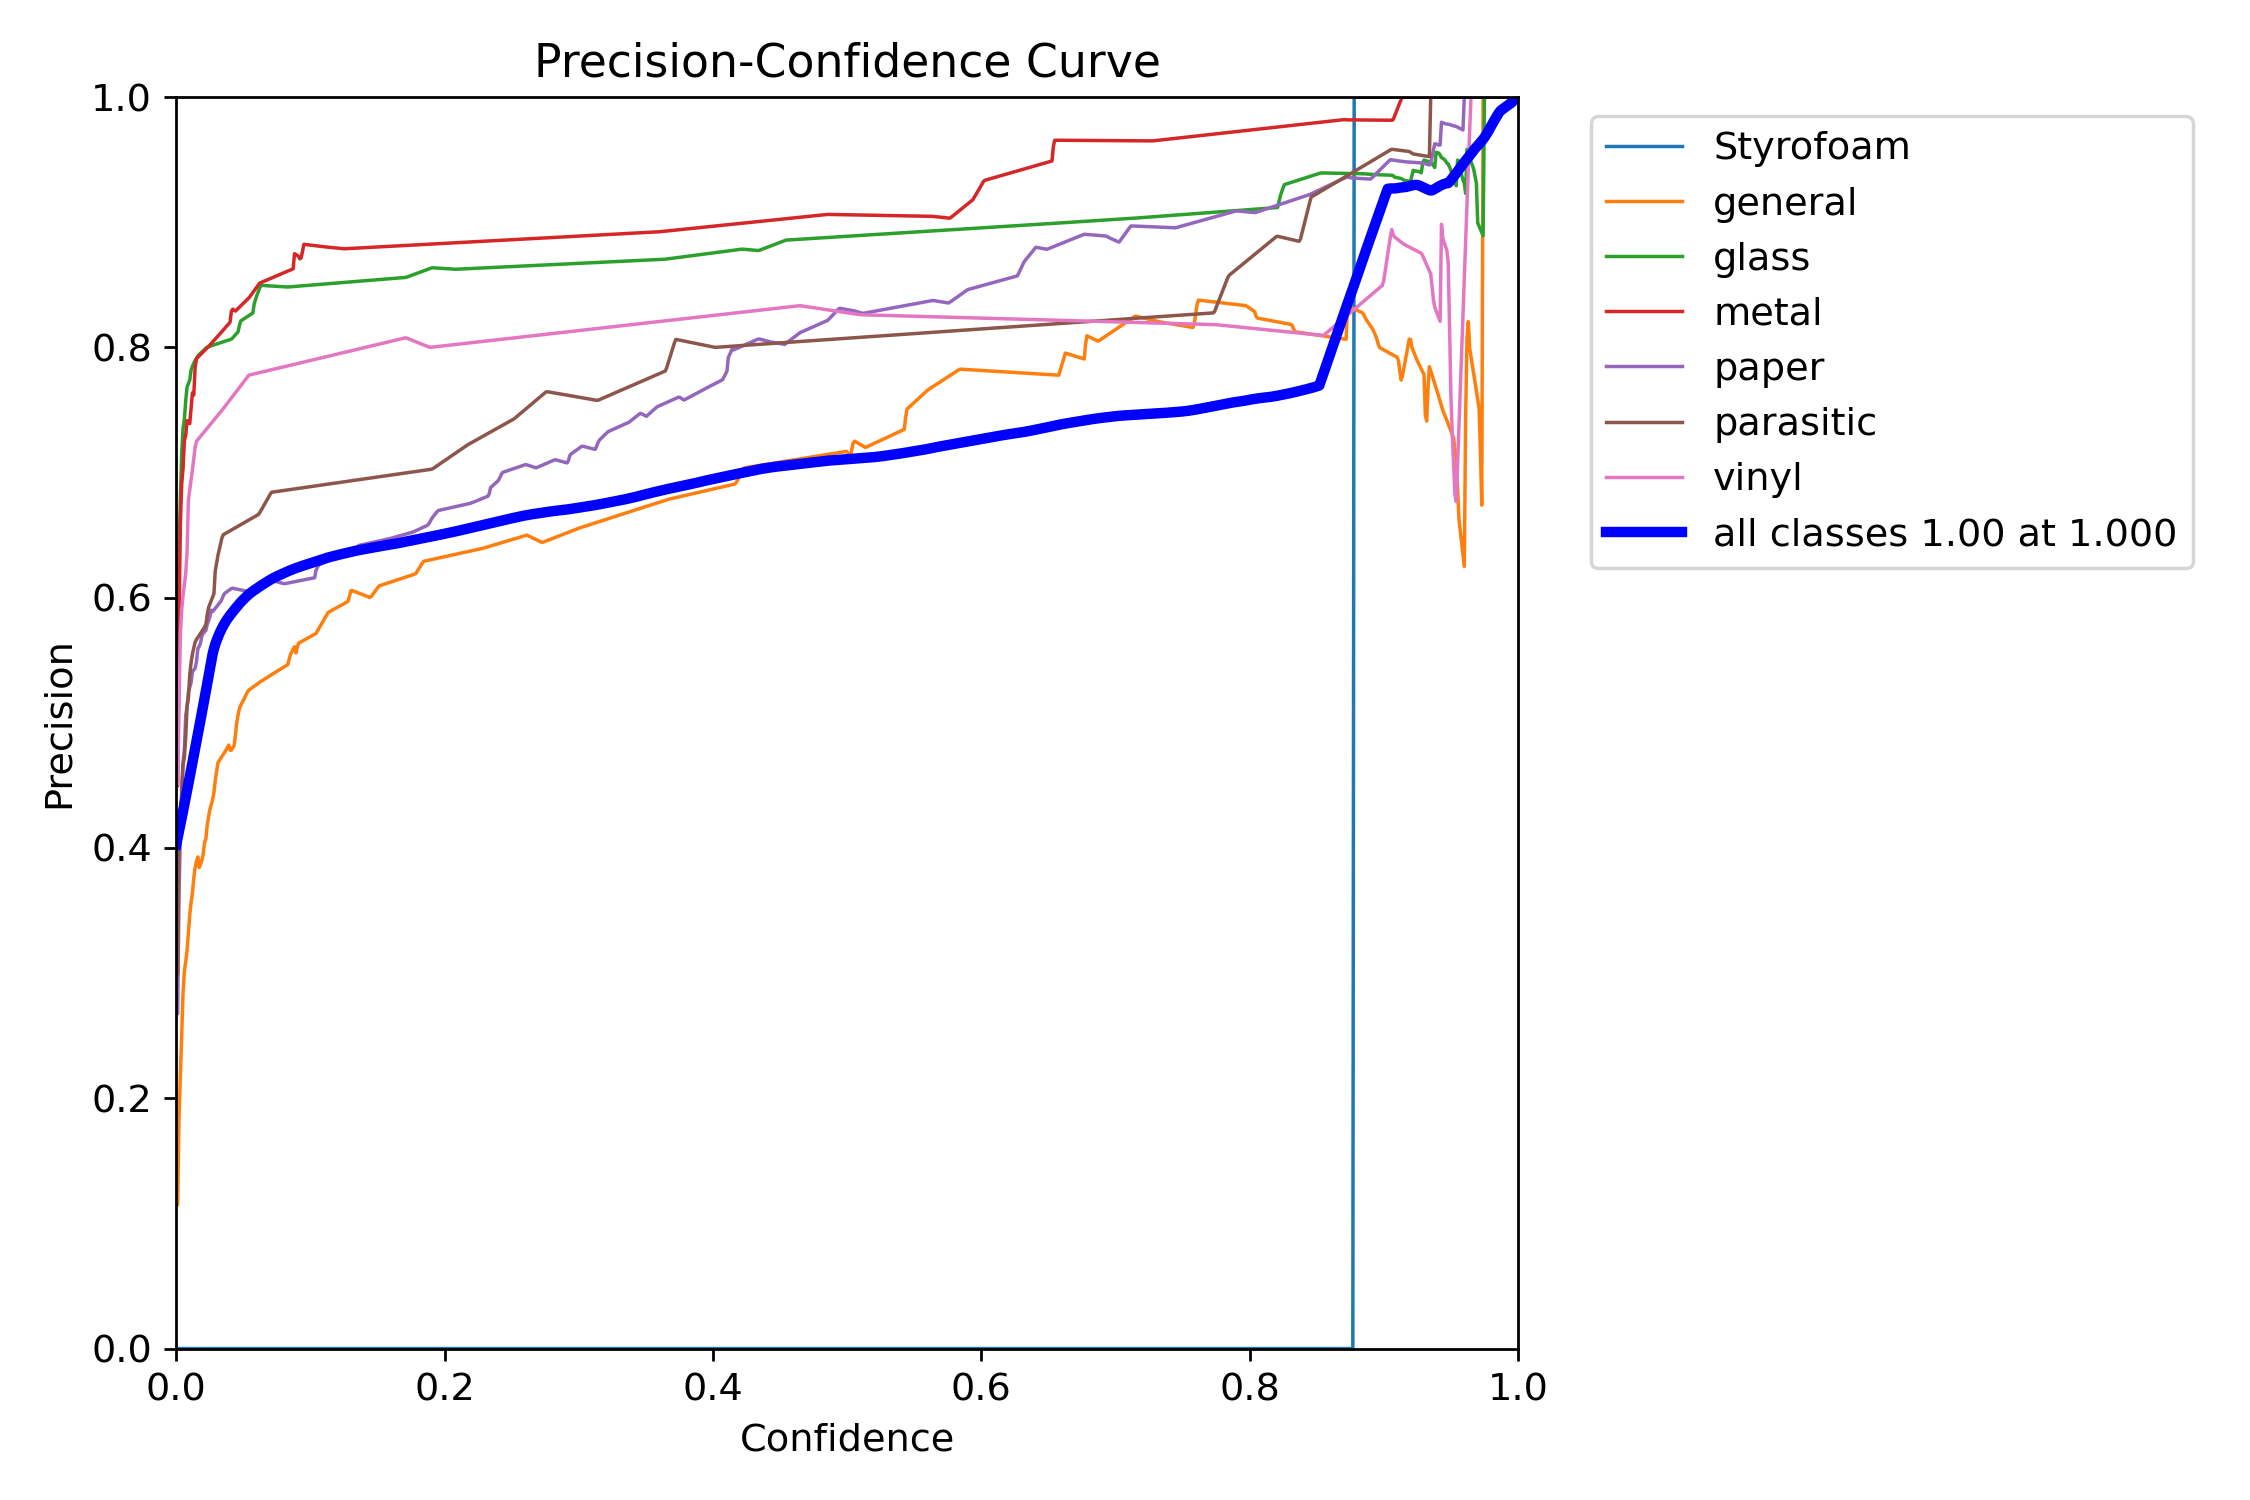 Precision-Confidence Curve
1.0
0.8
0.6
0.4
0.2
0.0
Precision
0.0 0.2 0.4 0.6 0.8 1.0
Confidence
Styrofoam
general
glass
metal
paper
parasitic
vinyl
all classes 1.00 at 1.000